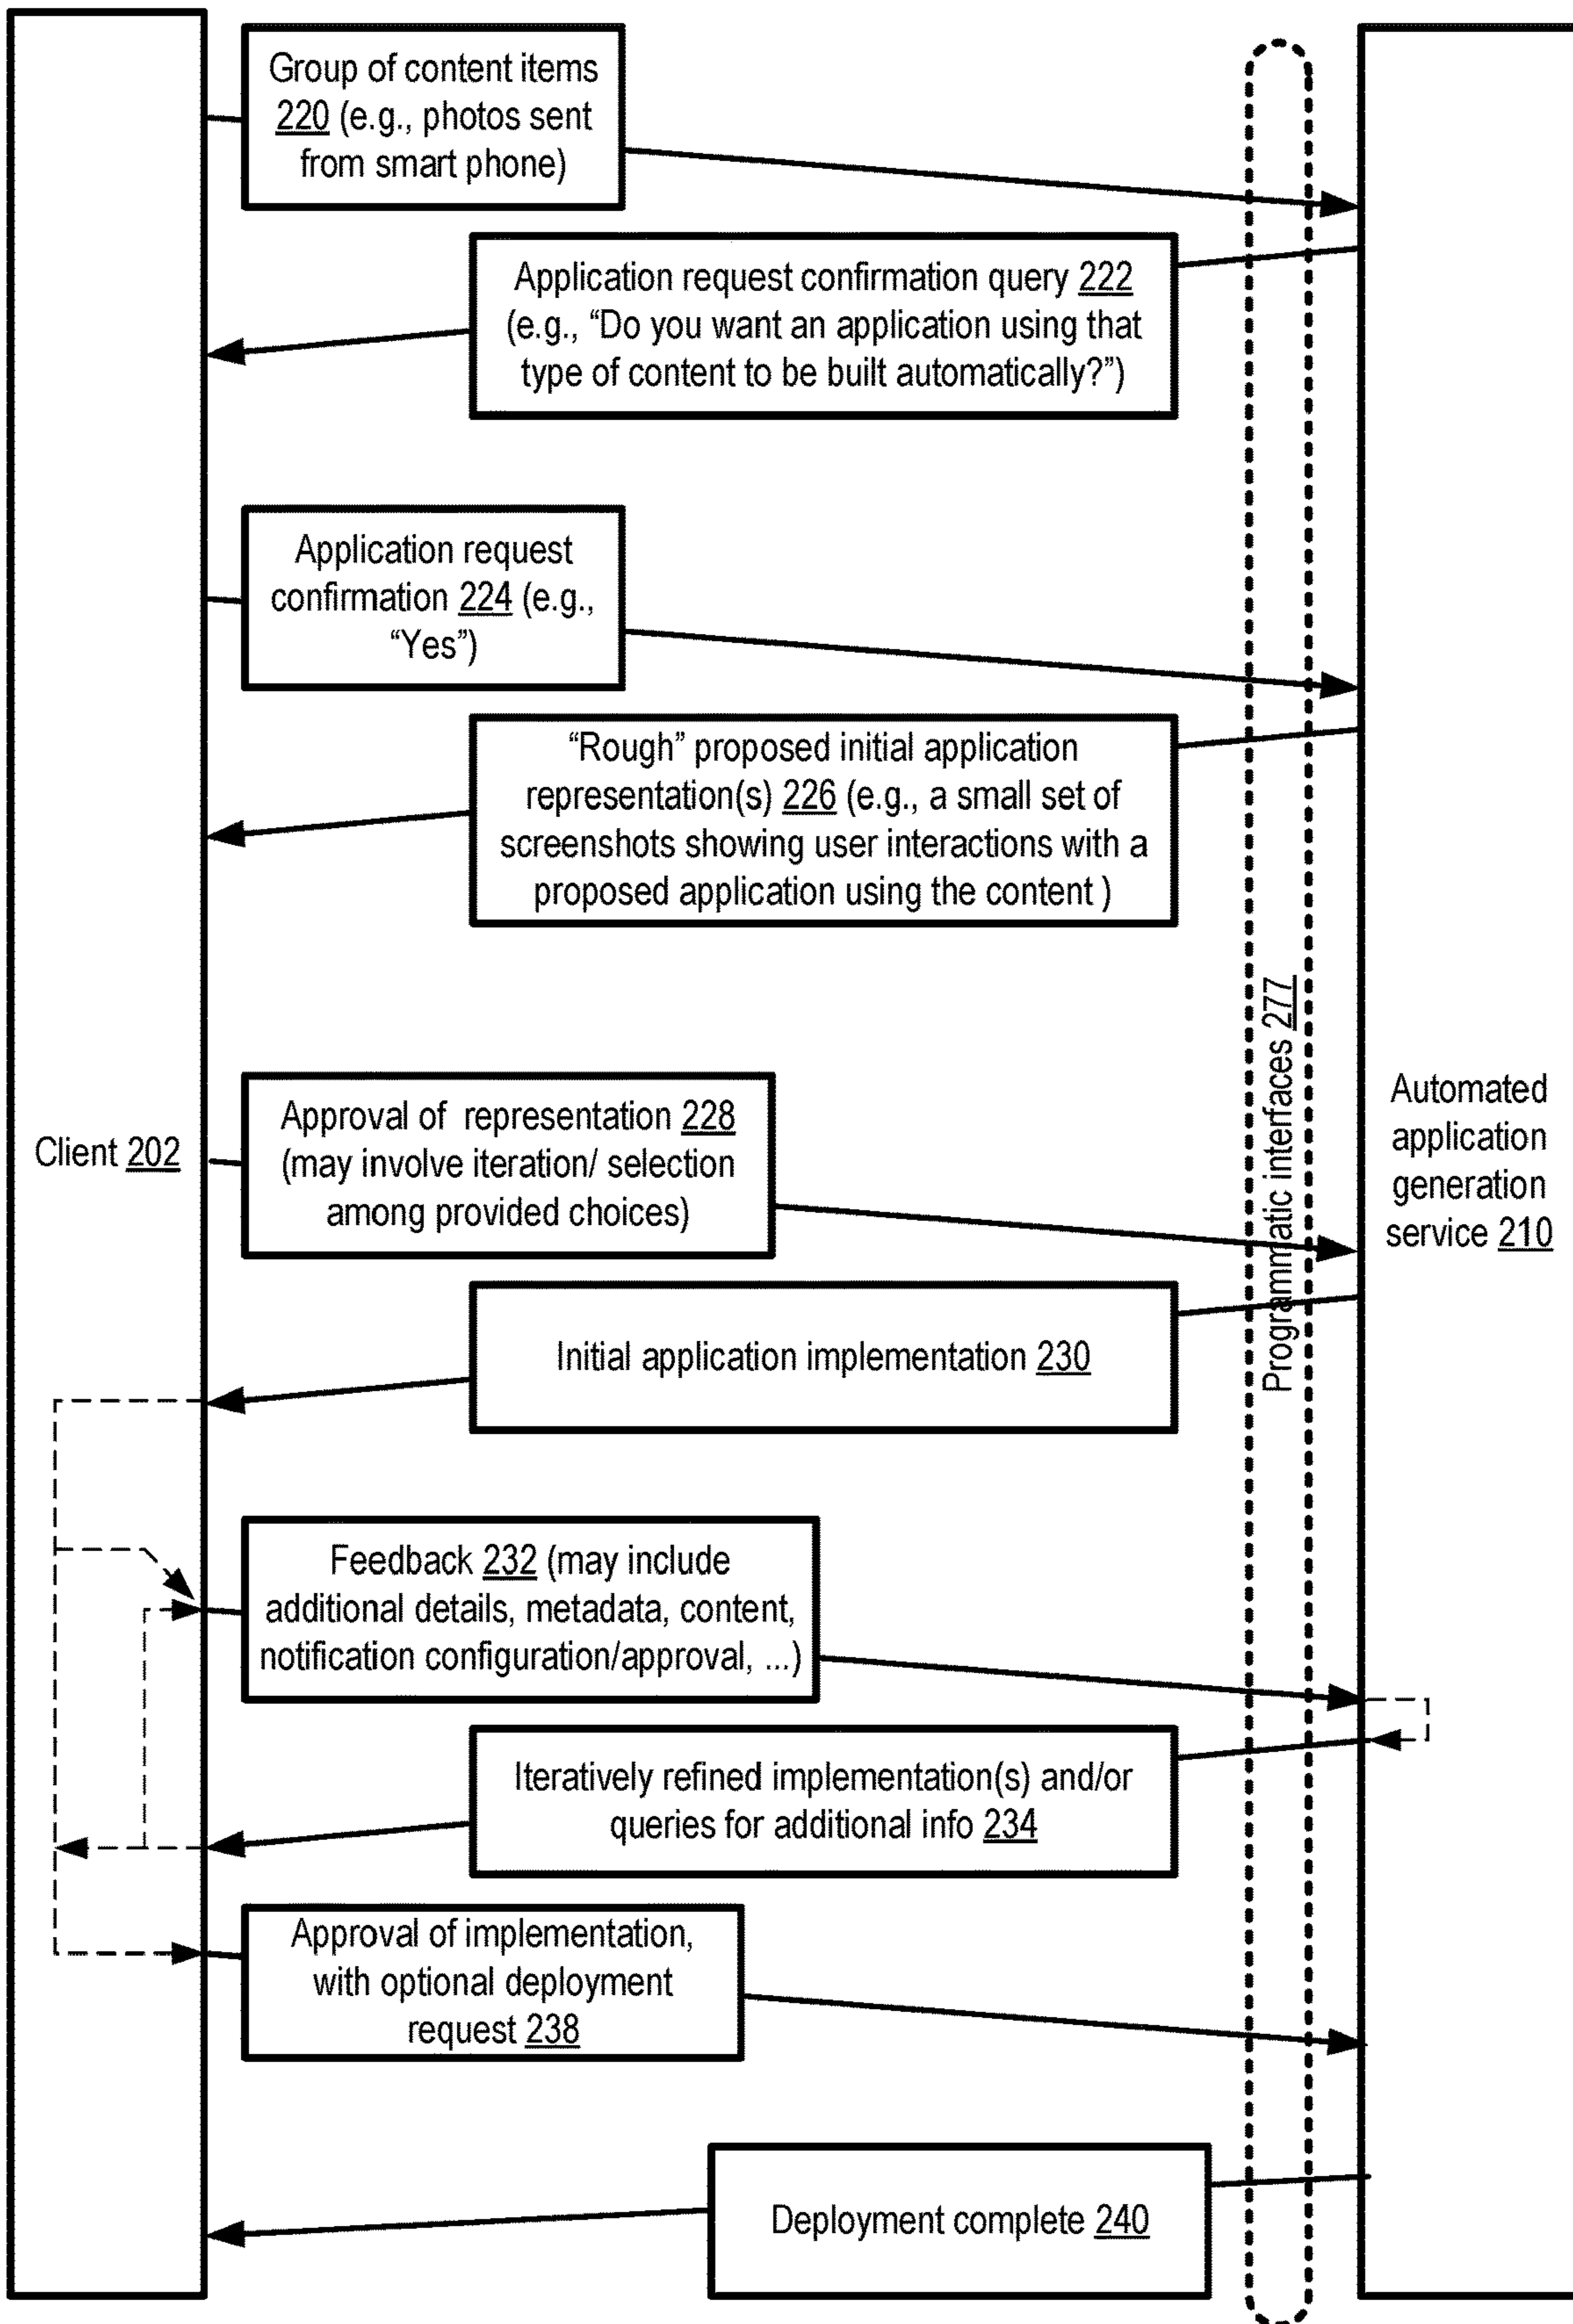 Group of content items
220 (e.g., photos sent
from smart phone)
Application request confirmation query 222
(e.g., “Do you want an application using that
type of content to be built automatically?”)
Application request
confirmation 224 (e.g.,
“Yes”)
“Rough” proposed initial application
representation(s) 226 (e.g., a small set of
screenshots showing user interactions with a
proposed application using the content )
Client 202
Approval of representation 228
(may involve iteration/ selection
among provided choices)
Programmatic interfaces 277
Automated
application
generation
service 210
Initial application implementation 230
Feedback 232 (may include
additional details, metadata, content,
notification configuration/approval, ...)
Iteratively refined implementation(s) and/or
queries for additional info 234
Approval of implementation,
with optional deployment
request 238
Deployment complete 240